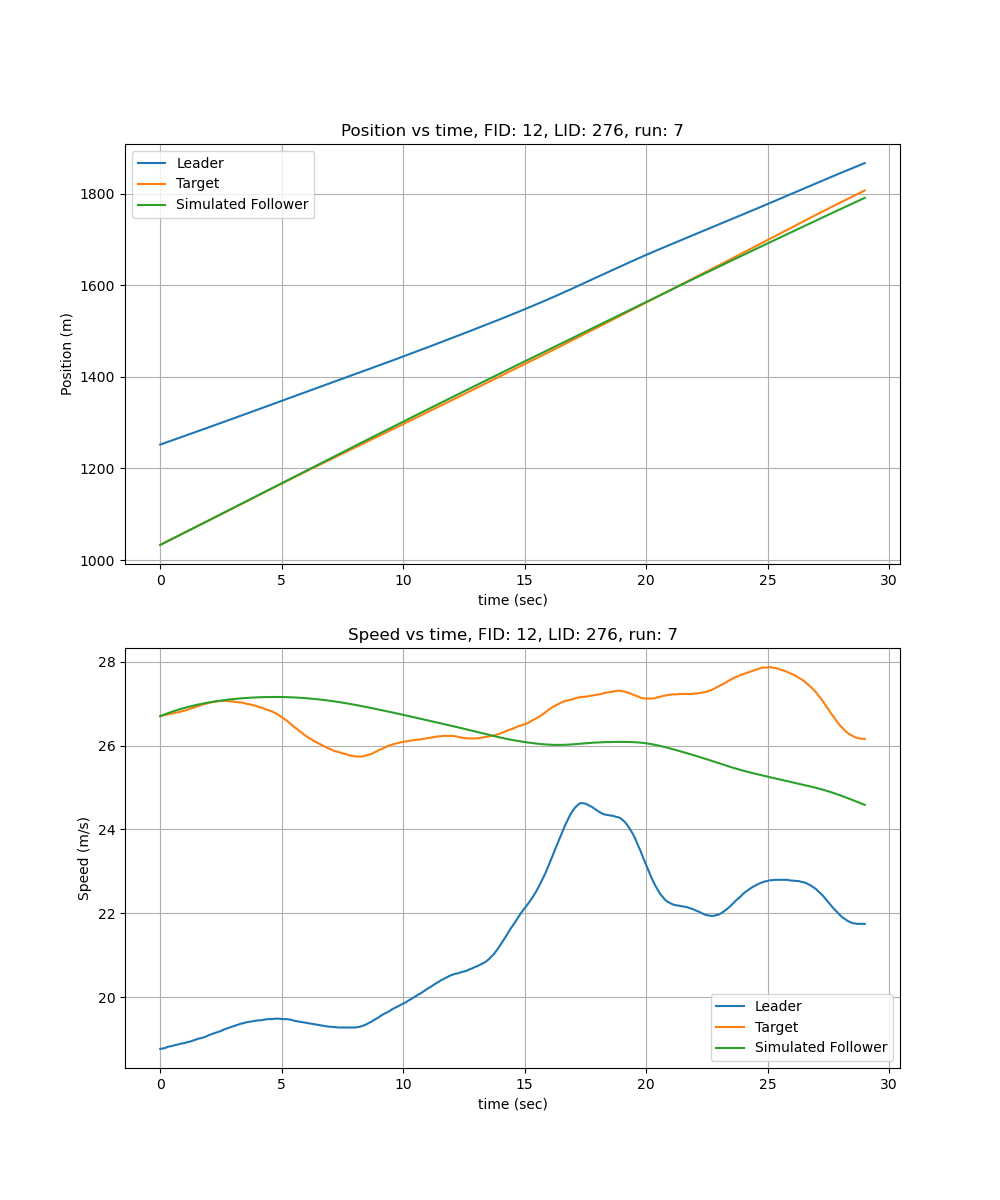 Position vs time, FID: 12, LID: 276, run: 7
Leader
Target
Simulated Follower
Position (m)
1800
1600
1400
1200
1000
0 5 10 15 20 25 30
time (sec)
Speed vs time, FID: 12, LID: 276, run: 7
Speed (m/s)
28
26
24
22
20
Leader
Target
Simulated Follower
0 5 10 15 20 25 30
time (sec)